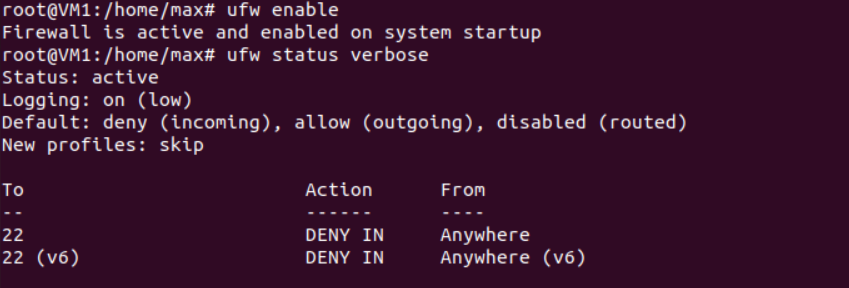 root@VM1:/home/max# ufw enable
Firewall is active and enabled on system startup
root@VM1:/home/max# ufw status verbose
Status: active
Logging: on (low)
Default: deny (incoming), allow (outgoing), disabled (routed)
New profiles: skip

To                         Action      From
--                         ------      ----
22                         DENY IN     Anywhere
22 (v6)                    DENY IN     Anywhere (v6)